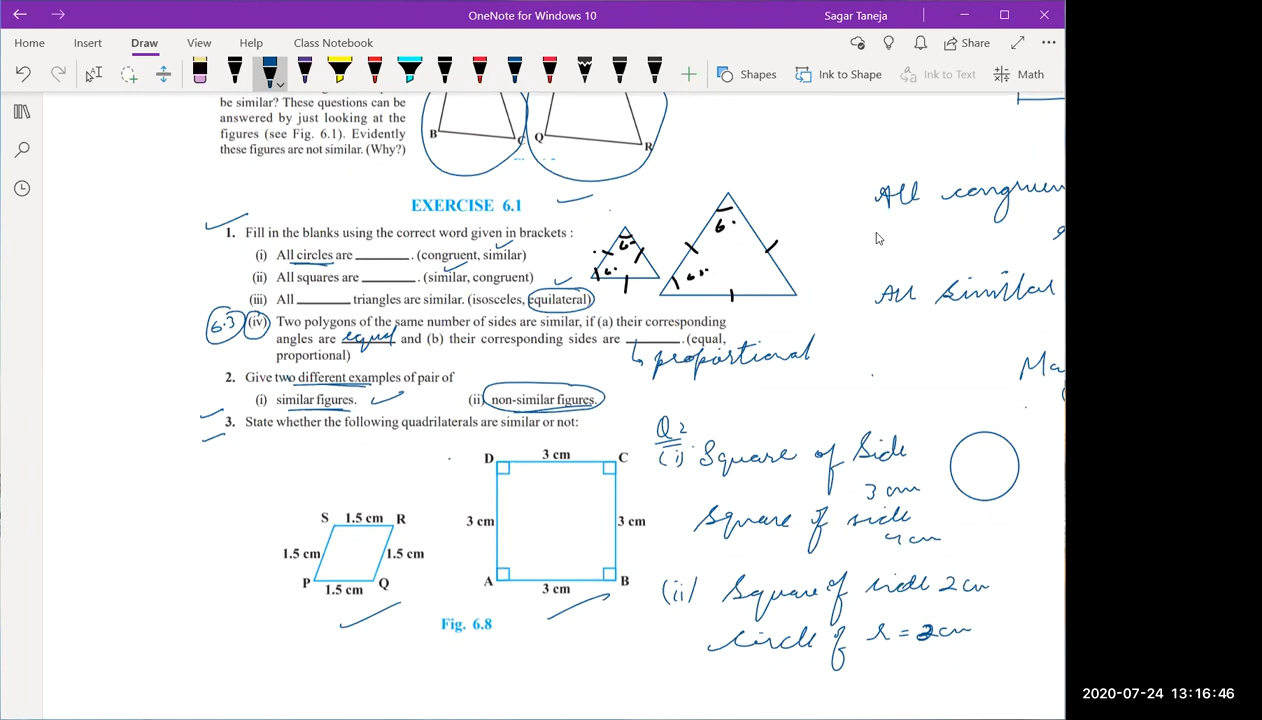 OneNote for Windows 10
Sagar Taneja
Home Insert Draw View Help Class Notebook
Share
Shapes Ink to Shape Ink to Text Math
be similar? These questions can be
answered by just looking at the
figures (see Fig. 6.1). Evidently
these figures are not similar. (Why?)
B C Q R
EXERCISE 6.1
1. Fill in the blanks using the correct word given in brackets :
(i) All circles are ________ . (congruent, similar)
(ii) All squares are ________ . (similar, congruent)
(iii) All ________ triangles are similar. (isosceles, equilateral)
6.3 (iv) Two polygons of the same number of sides are similar, if (a) their corresponding
angles are equal and (b) their corresponding sides are ________ . (equal,
proportional)
proportional
2. Give two different examples of pair of
(i) similar figures. (ii) non-similar figures.
3. State whether the following quadrilaterals are similar or not:
S 1.5 cm R
1.5 cm 1.5 cm
P 1.5 cm Q
D 3 cm C
3 cm 3 cm
A 3 cm B
Fig. 6.8
All congruen
All similar
Ma
Q2
(i) Square of Side
3 cm
Square of side
4 cm
(ii) Square of side 2 cm
Circle of r = 2 cm
2020-07-24 13:16:46